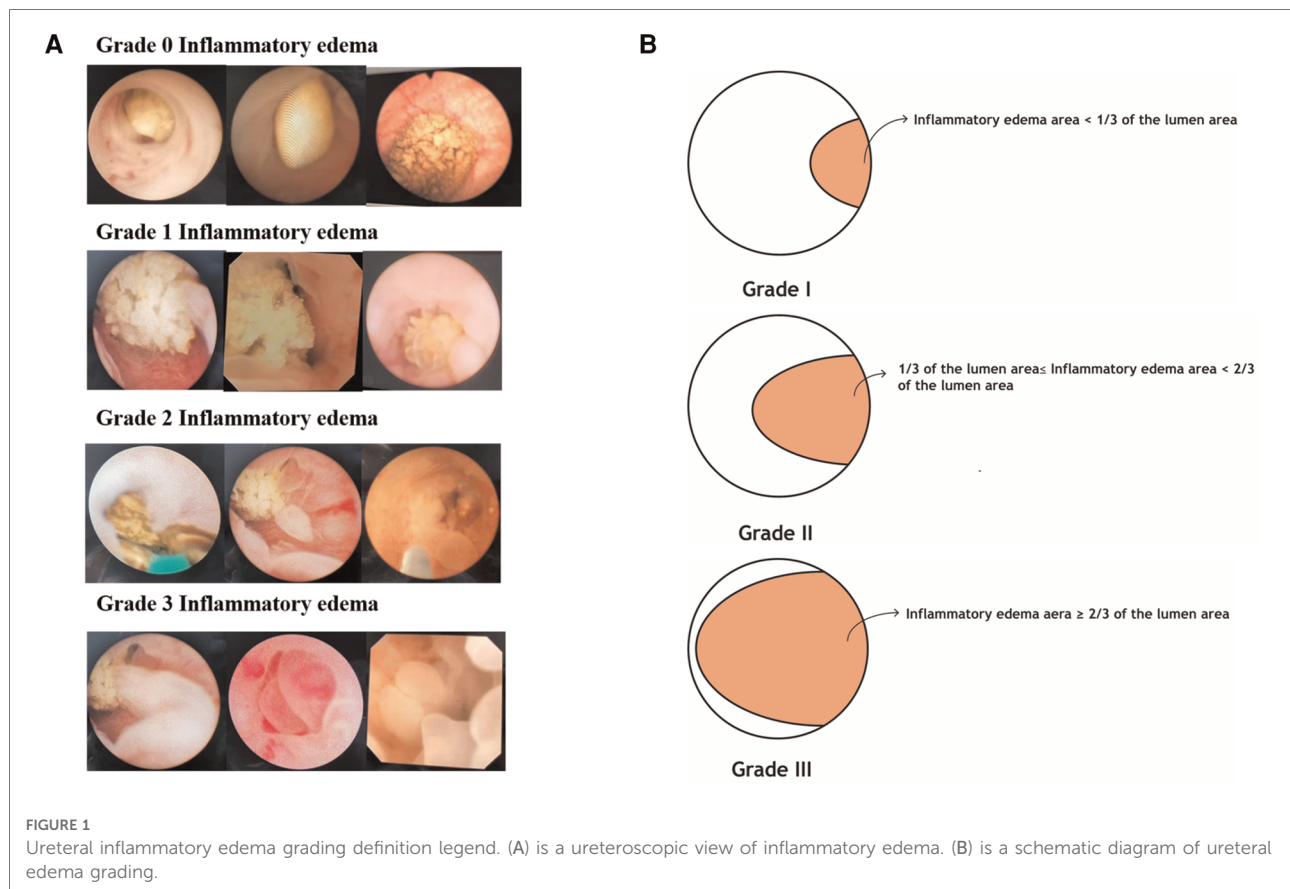 A
Grade 0 Inflammatory edema
Grade 1 Inflammatory edema
Grade 2 Inflammatory edema
Grade 3 Inflammatory edema
B
Inflammatory edema area < 1/3 of the lumen area
Grade I
1/3 of the lumen area≤ Inflammatory edema area < 2/3
of the lumen area
Grade II
Inflammatory edema aera ≥ 2/3 of the lumen area
Grade III
FIGURE 1
Ureteral inflammatory edema grading definition legend. (A) is a ureteroscopic view of inflammatory edema. (B) is a schematic diagram of ureteral
edema grading.